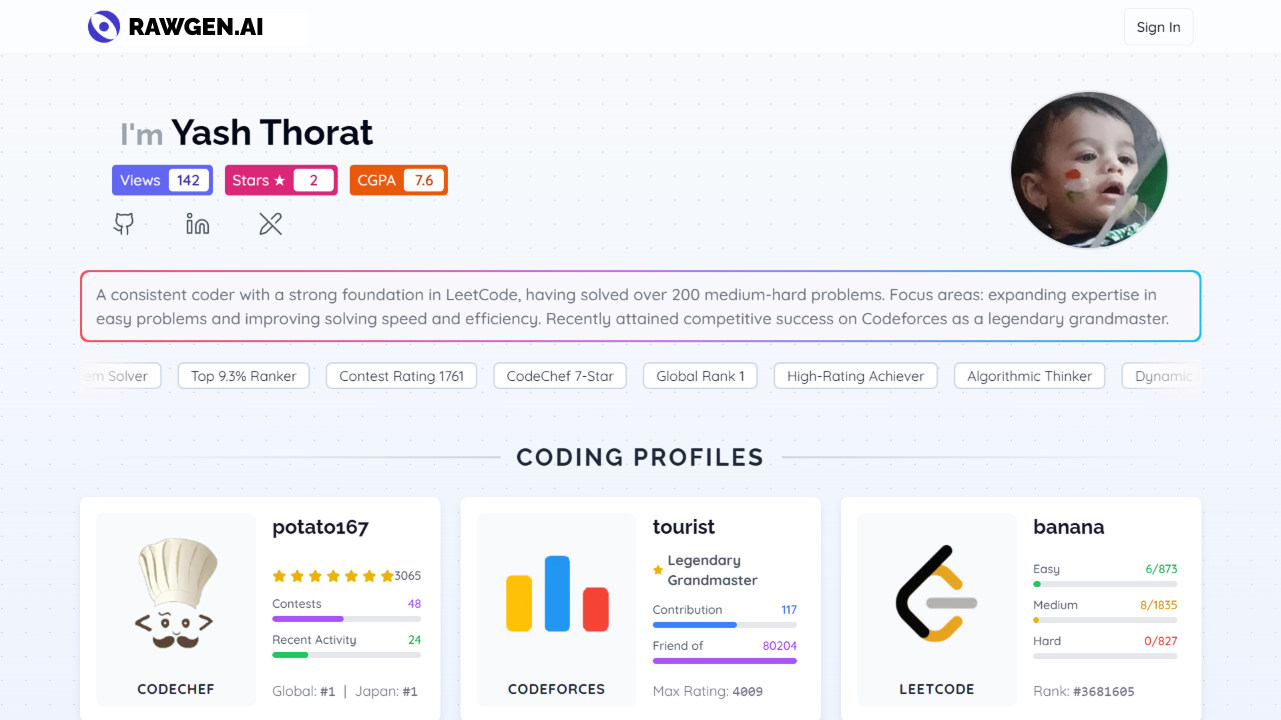 RAWGEN.AI
Sign In
I'm Yash Thorat
Views 142 Stars ★ 2 CGPA 7.6
A consistent coder with a strong foundation in LeetCode, having solved over 200 medium-hard problems. Focus areas: expanding expertise in
easy problems and improving solving speed and efficiency. Recently attained competitive success on Codeforces as a legendary grandmaster.
em Solver Top 9.3% Ranker Contest Rating 1761 CodeChef 7-Star Global Rank 1 High-Rating Achiever Algorithmic Thinker Dynamic
CODING PROFILES
potato167
3065
Contests 48
Recent Activity 24
CODECHEF
Global: #1 | Japan: #1
tourist
Legendary
Grandmaster
Contribution 117
Friend of 80204
CODEFORCES
Max Rating: 4009
banana
Easy 6/873
Medium 8/1835
Hard 0/827
LEETCODE
Rank: #3681605